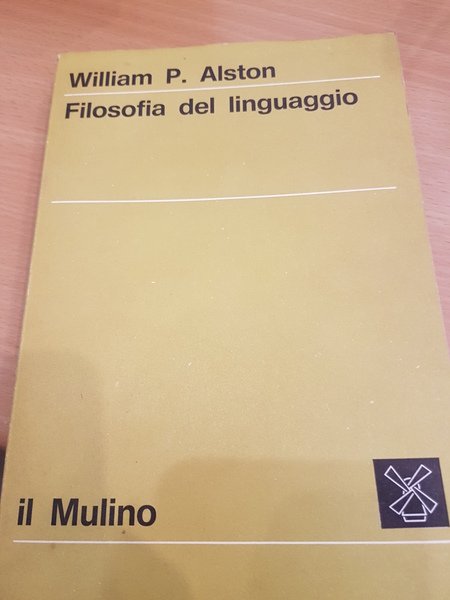 William P. Alston
Filosofia del linguaggio
il Mulino